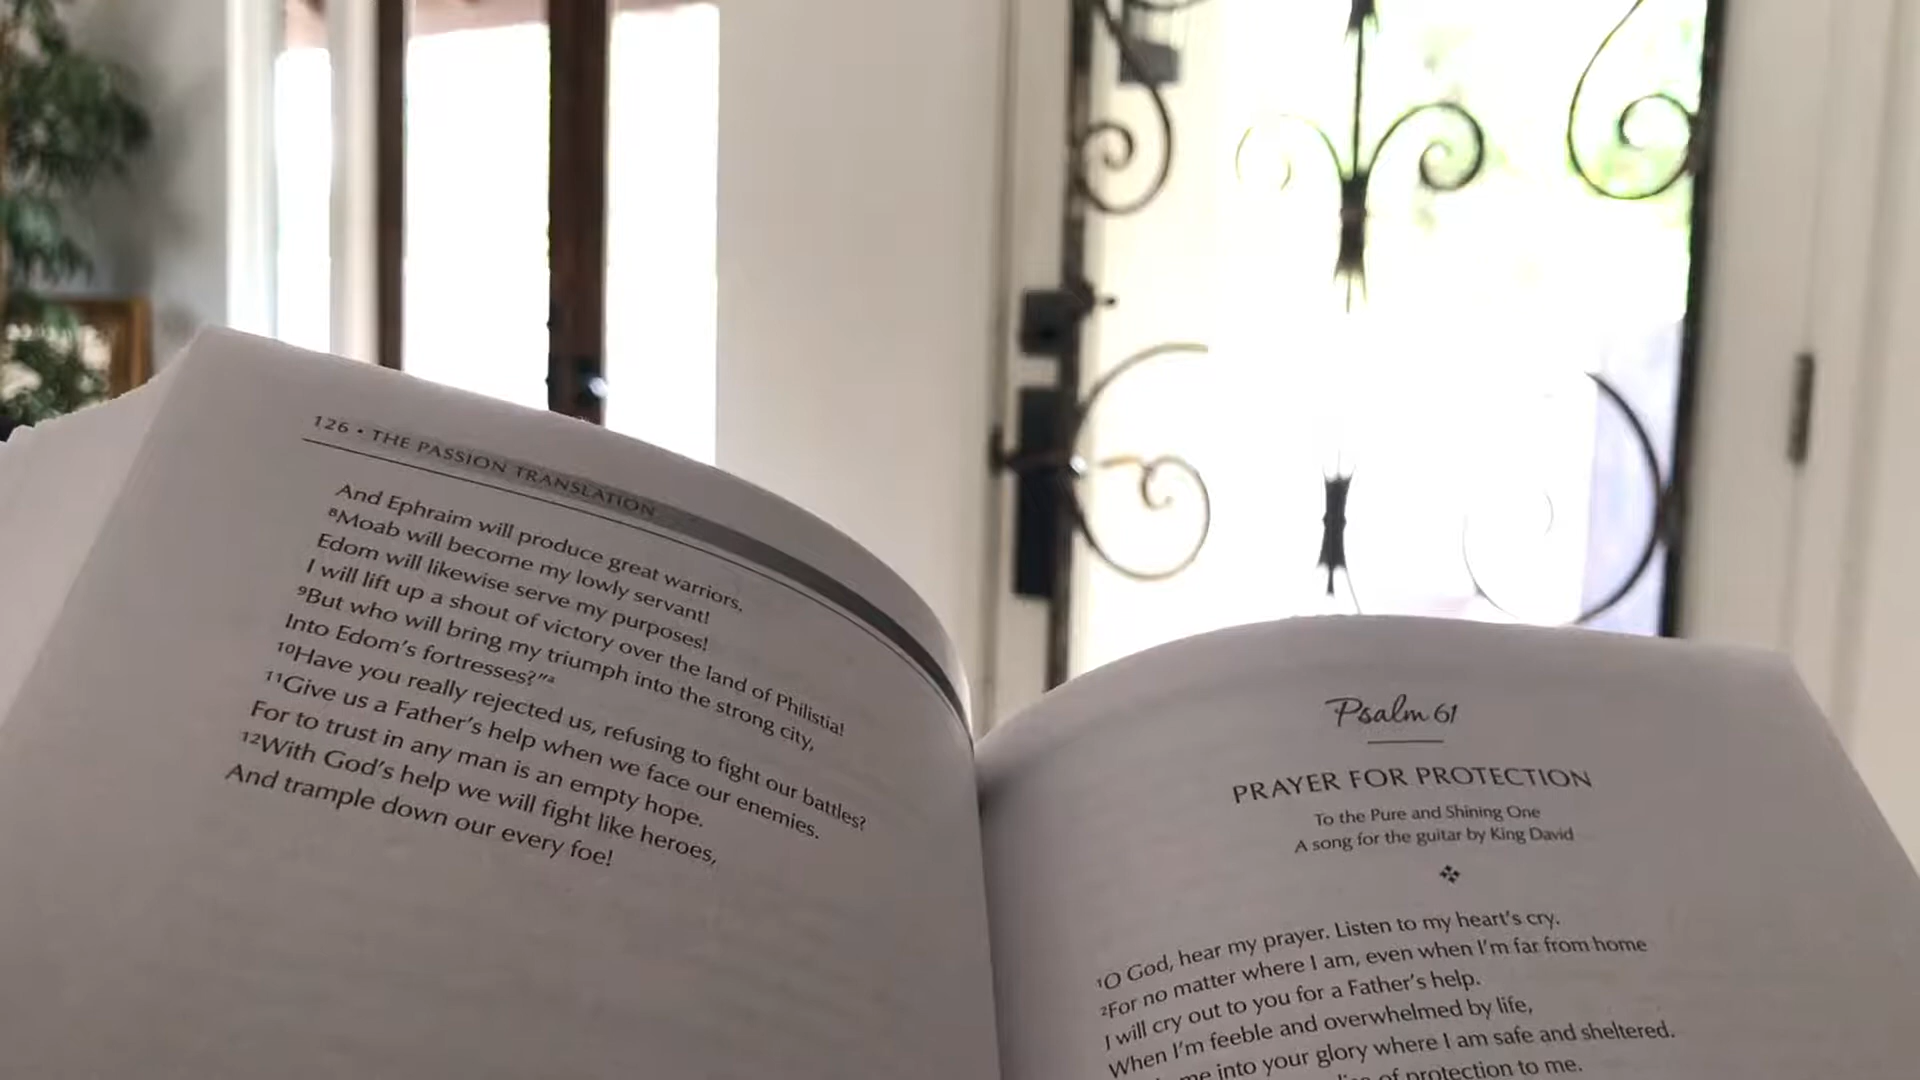 126 • THE PASSION TRANSLATION
And Ephraim will produce great warriors.
8Moab will become my lowly servant!
Edom will likewise serve my purposes!
I will lift up a shout of victory over the land of Philistia!
9But who will bring my triumph into the strong city,
Into Edom's fortresses?"a
10Have you really rejected us, refusing to fight our battles?
11Give us a Father's help when we face our enemies.
For to trust in any man is an empty hope.
12With God's help we will fight like heroes,
And trample down our every foe!
Psalm 61
PRAYER FOR PROTECTION
To the Pure and Shining One
A song for the guitar by King David
1O God, hear my prayer. Listen to my heart's cry.
2For no matter where I am, even when I'm far from home
I will cry out to you for a Father's help.
When I'm feeble and overwhelmed by life,
me into your glory where I am safe and sheltered.
of protection to me.